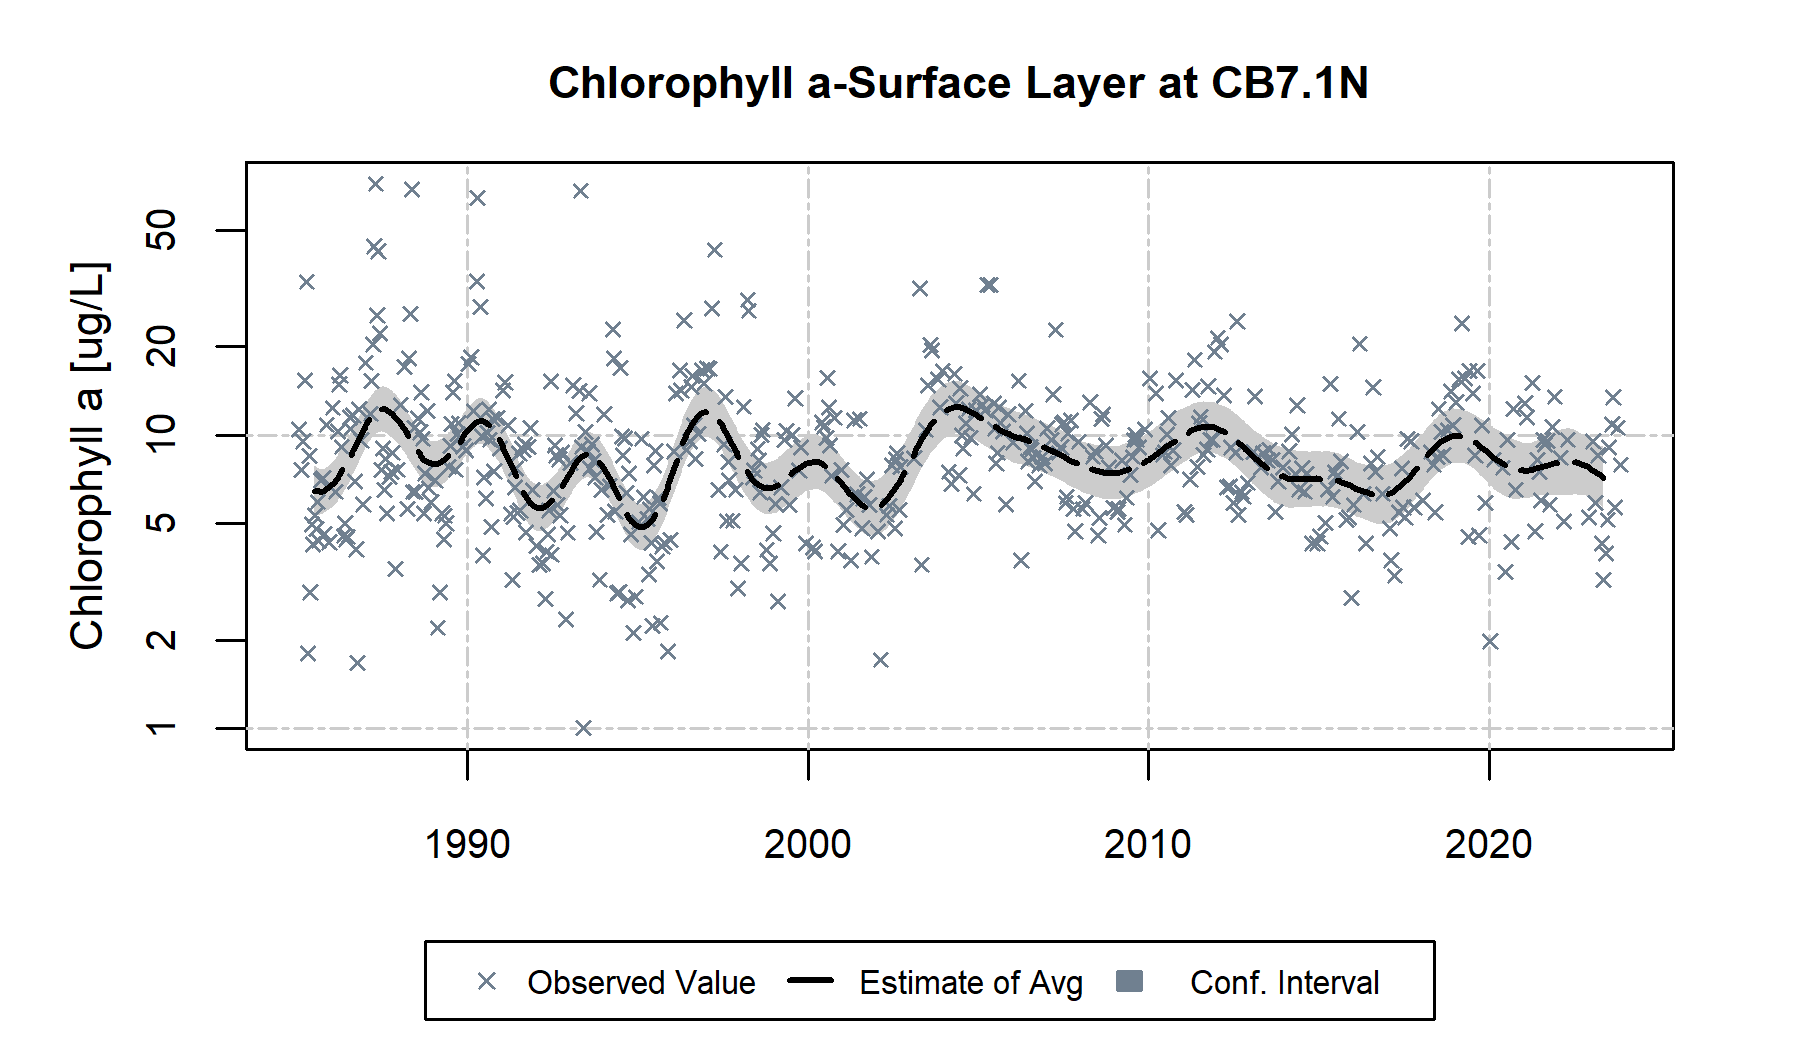 Chlorophyll a-Surface Layer at CB7.1N
Chlorophyll a [ug/L]
50
20
10
5
2
1
1990 2000 2010 2020
Observed Value Estimate of Avg Conf. Interval